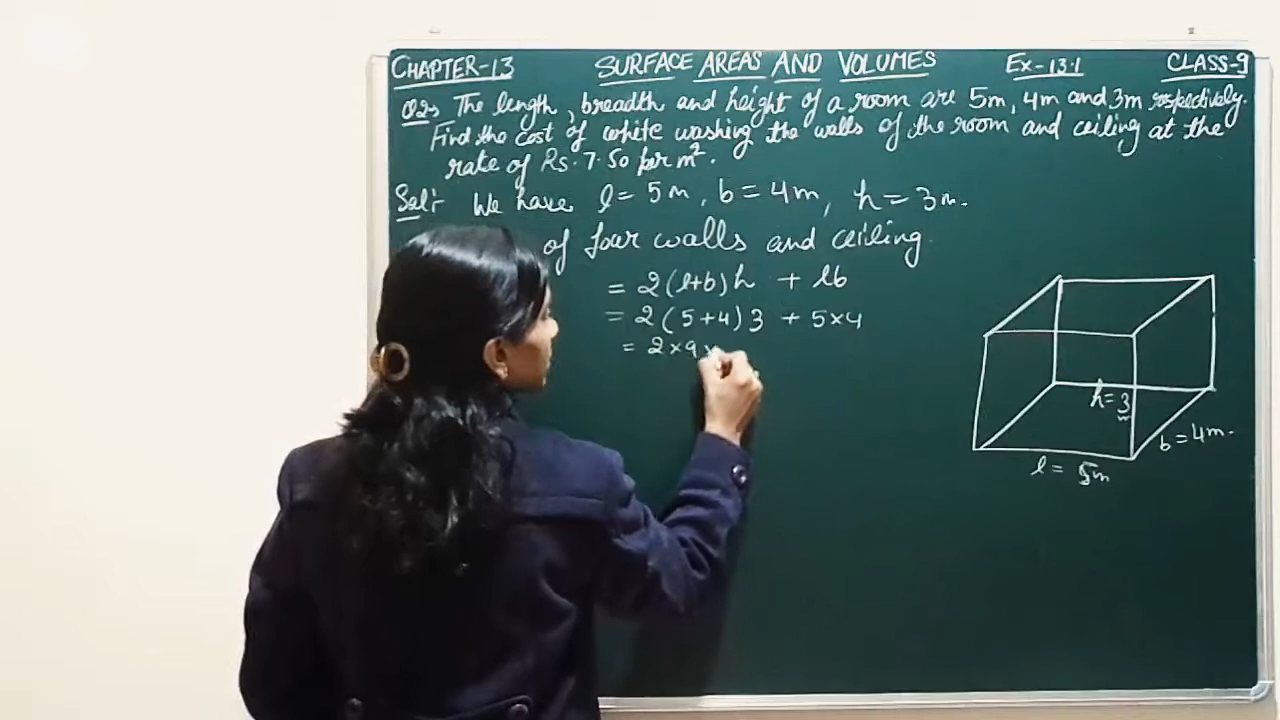 CHAPTER-13 SURFACE AREAS AND VOLUMES Ex-13.1 CLASS-9
Q2. The length, breadth and height of a room are 5m, 4m and 3m respectively.
Find the cost of white washing the walls of the room and ceiling at the
rate of Rs. 7.50 per m².
Sol:- We have l = 5m, b = 4m, h = 3m.
of four walls and ceiling.
= 2(l+b)h + lb
= 2(5+4)3 + 5×4
= 2×9×
h=3
b = 4m.
l = 5m